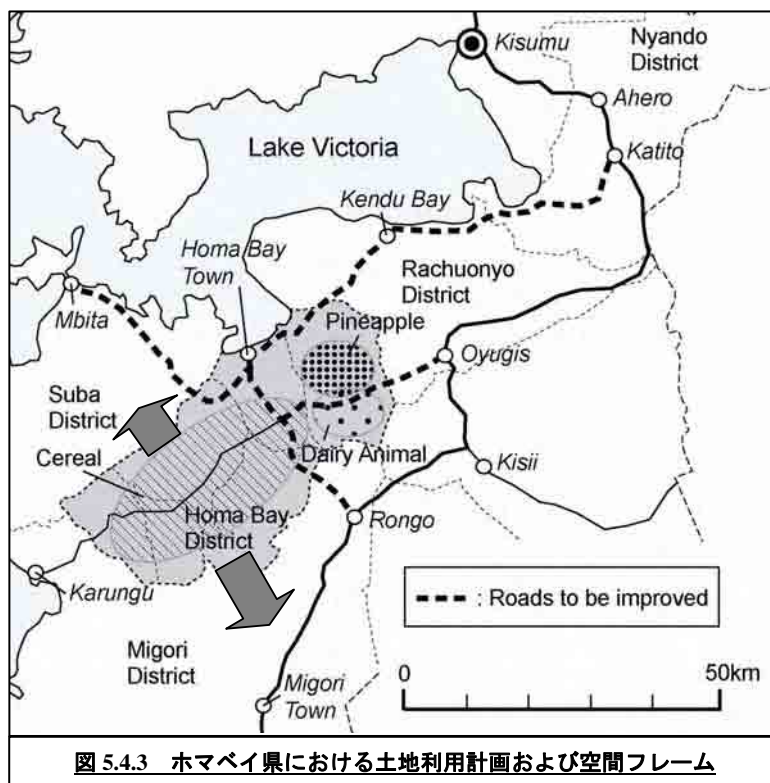 Kisumu
Nyando
District
Ahero
Lake Victoria
Katito
Kendu Bay
Homa Bay
Town
Rachuonyo
District
Mbita
Pineapple
Oyugis
Suba
District
Cereal
Dairy Animal
Kisii
Homa Bay
District
Rongo
Karungu
: Roads to be improved
Migori
District
0 50km
Migori
Town
図 5.4.3 ホマベイ県における土地利用計画および空間フレーム